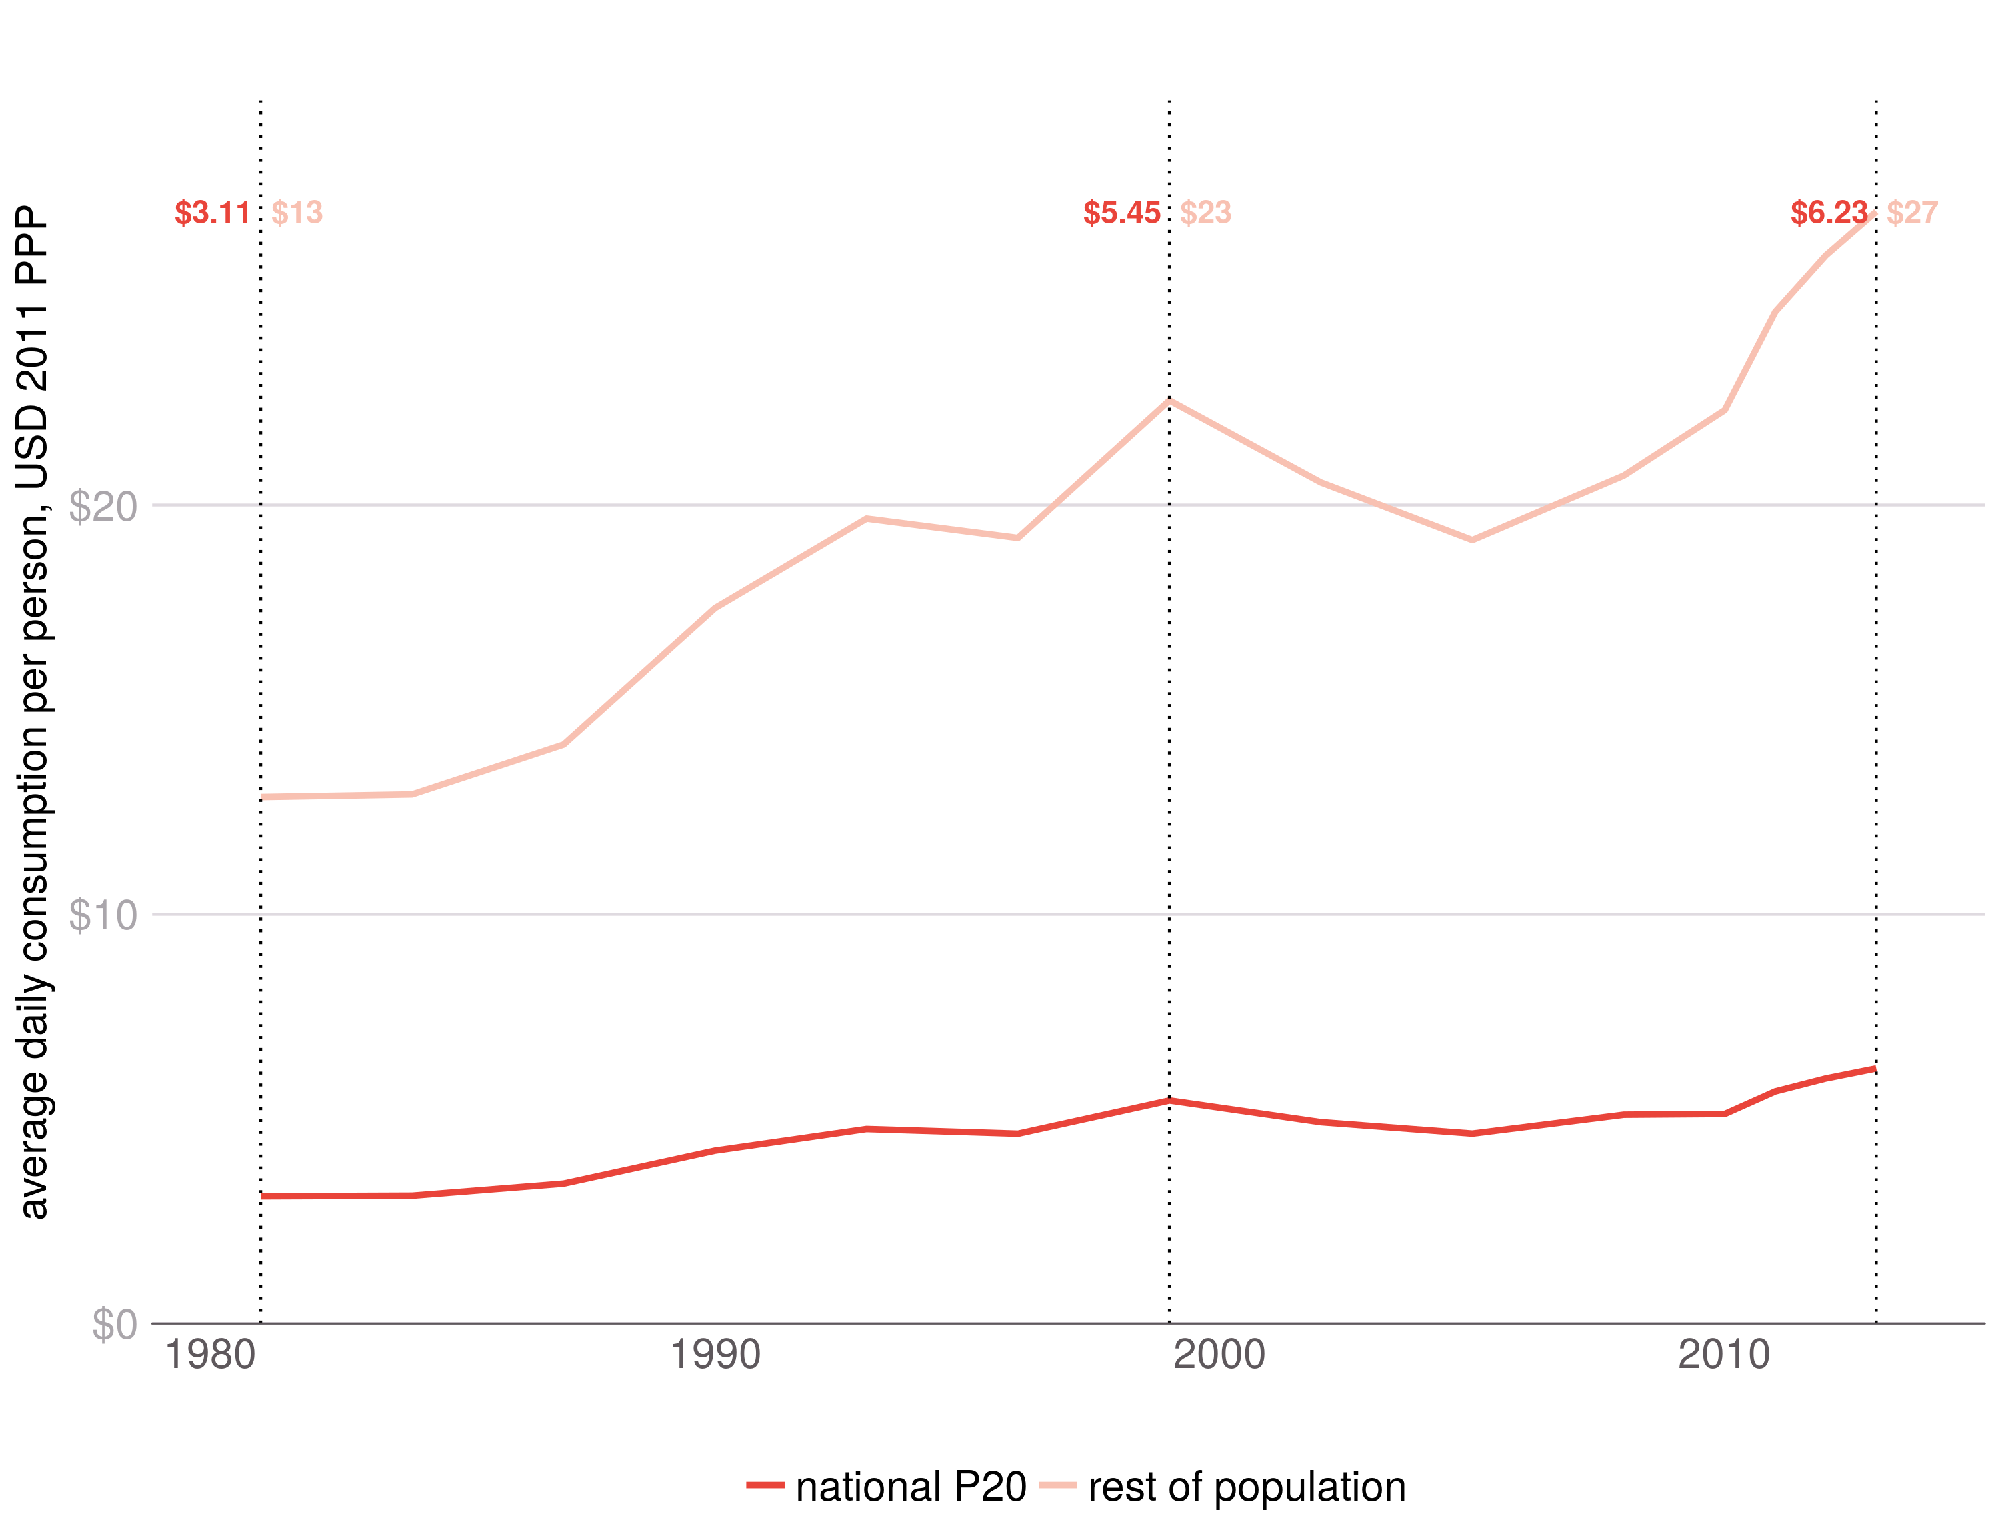 average daily consumption per person, USD 2011 PPP
$3.11 $13 $5.45 $23 $6.23 $27
$20
$10
$0
1980 1990 2000 2010
national P20 rest of population